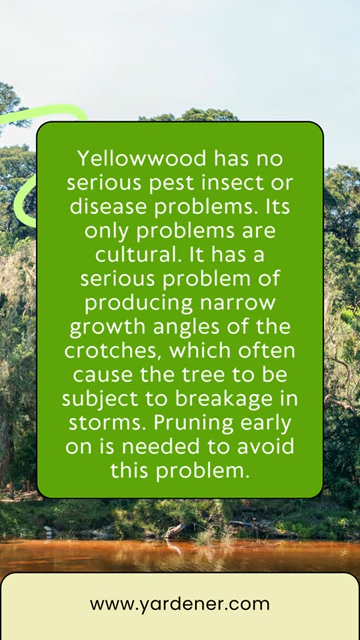 Yellowwood has no
serious pest insect or
disease problems. Its
only problems are
cultural. It has a
serious problem of
producing narrow
growth angles of the
crotches, which often
cause the tree to be
subject to breakage in
storms. Pruning early
on is needed to avoid
this problem.
www.yardener.com